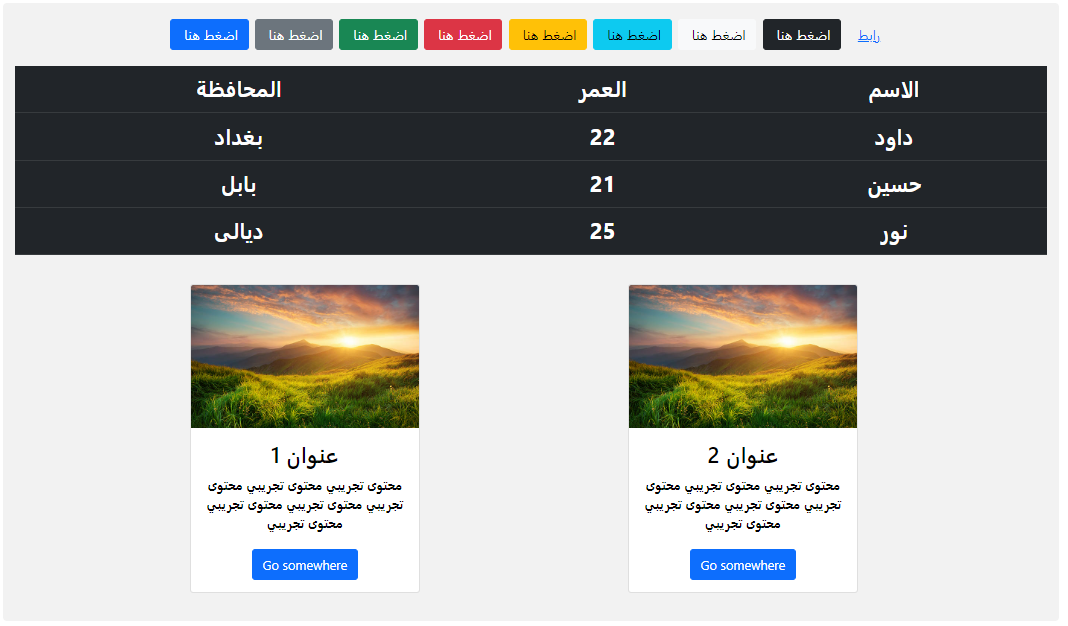 اضغط هنا اضغط هنا اضغط هنا اضغط هنا اضغط هنا اضغط هنا اضغط هنا اضغط هنا رابط
الاسم العمر المحافظة
داود 22 بغداد
حسين 21 بابل
نور 25 ديالى
عنوان 1
محتوى تجريبي محتوى تجريبي محتوى
تجريبي محتوى تجريبي محتوى تجريبي
محتوى تجريبي
Go somewhere
عنوان 2
محتوى تجريبي محتوى تجريبي محتوى
تجريبي محتوى تجريبي محتوى تجريبي
محتوى تجريبي
Go somewhere